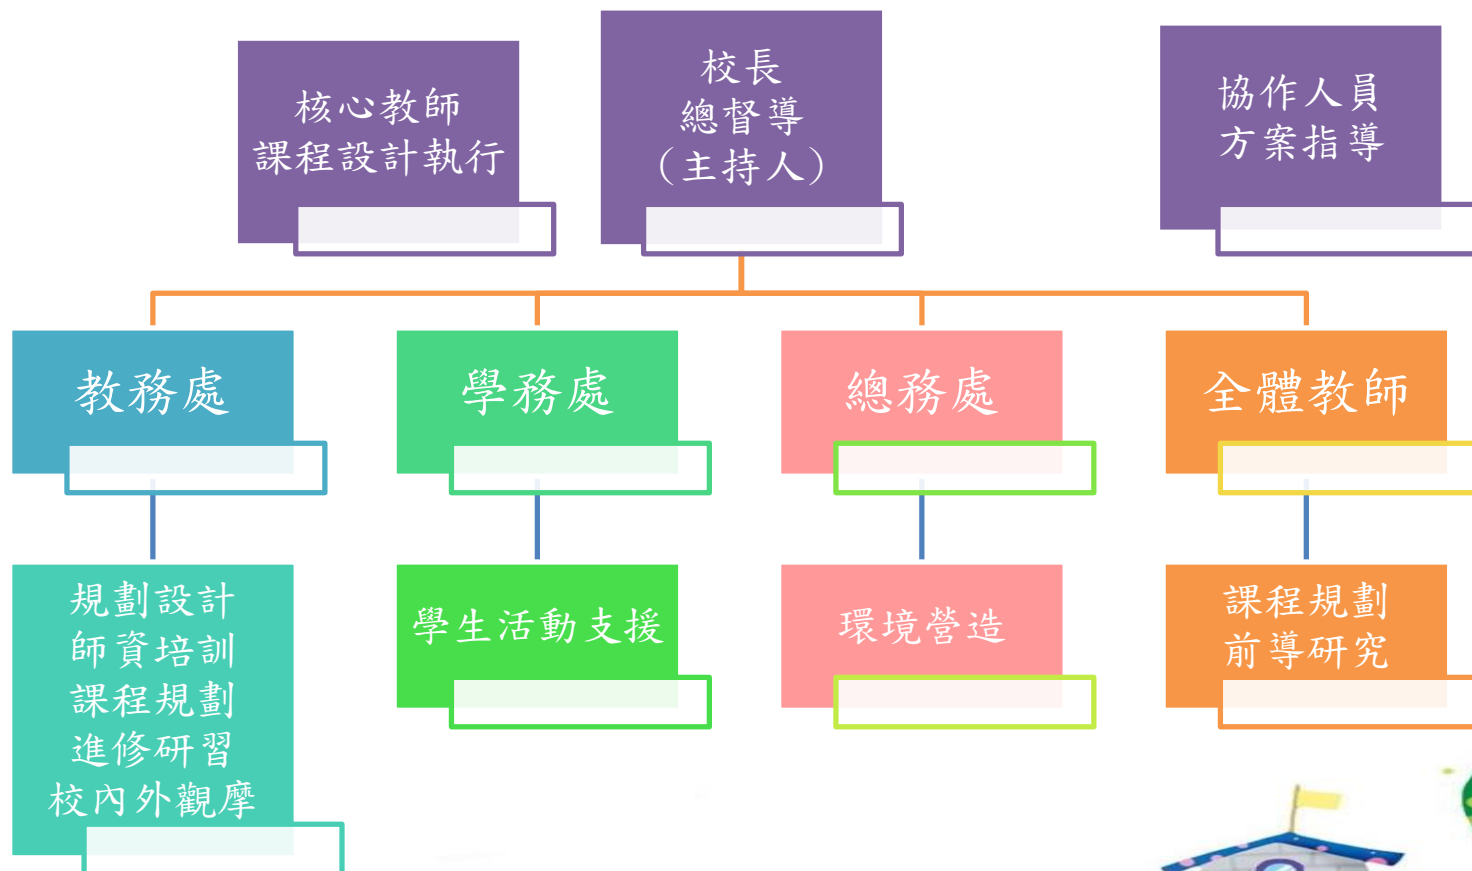 核心教師
課程設計執行
校長
總督導
(主持人)
協作人員
方案指導
教務處
學務處
總務處
全體教師
規劃設計
師資培訓
課程規劃
進修研習
校內外觀摩
學生活動支援
環境營造
課程規劃
前導研究